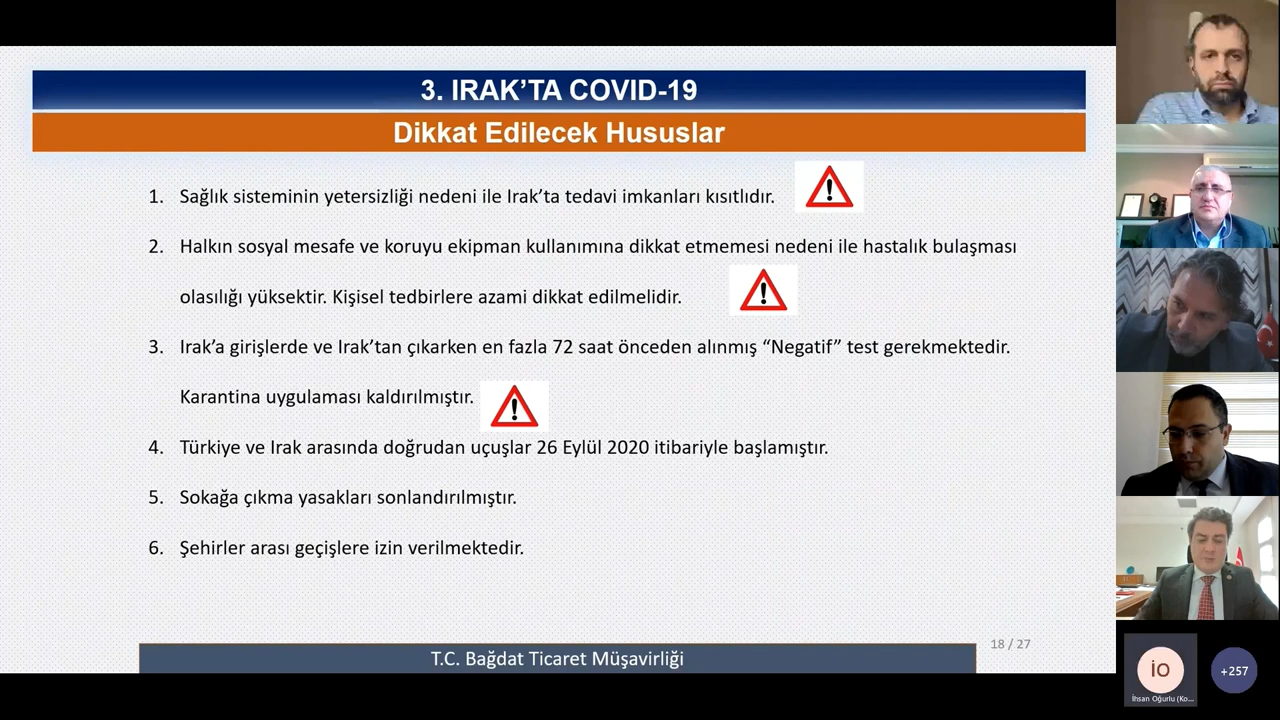 3. IRAK’TA COVID-19
Dikkat Edilecek Hususlar
1. Sağlık sisteminin yetersizliği nedeni ile Irak’ta tedavi imkanları kısıtlıdır.
2. Halkın sosyal mesafe ve koruyu ekipman kullanımına dikkat etmemesi nedeni ile hastalık bulaşması
olasılığı yüksektir. Kişisel tedbirlere azami dikkat edilmelidir.
3. Irak’a girişlerde ve Irak’tan çıkarken en fazla 72 saat önceden alınmış “Negatif” test gerekmektedir.
Karantina uygulaması kaldırılmıştır.
4. Türkiye ve Irak arasında doğrudan uçuşlar 26 Eylül 2020 itibariyle başlamıştır.
5. Sokağa çıkma yasakları sonlandırılmıştır.
6. Şehirler arası geçişlere izin verilmektedir.
18 / 27
T.C. Bağdat Ticaret Müşavirliği
İO
İhsan Oğurlu (Ko...
+257